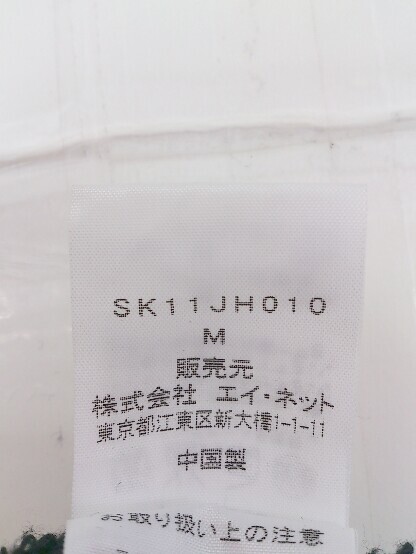 SK11JH010
M
販売元
株式会社 エイ・ネット
東京都江東区新大橋1-1-11
中国製
お取り扱い上の注意